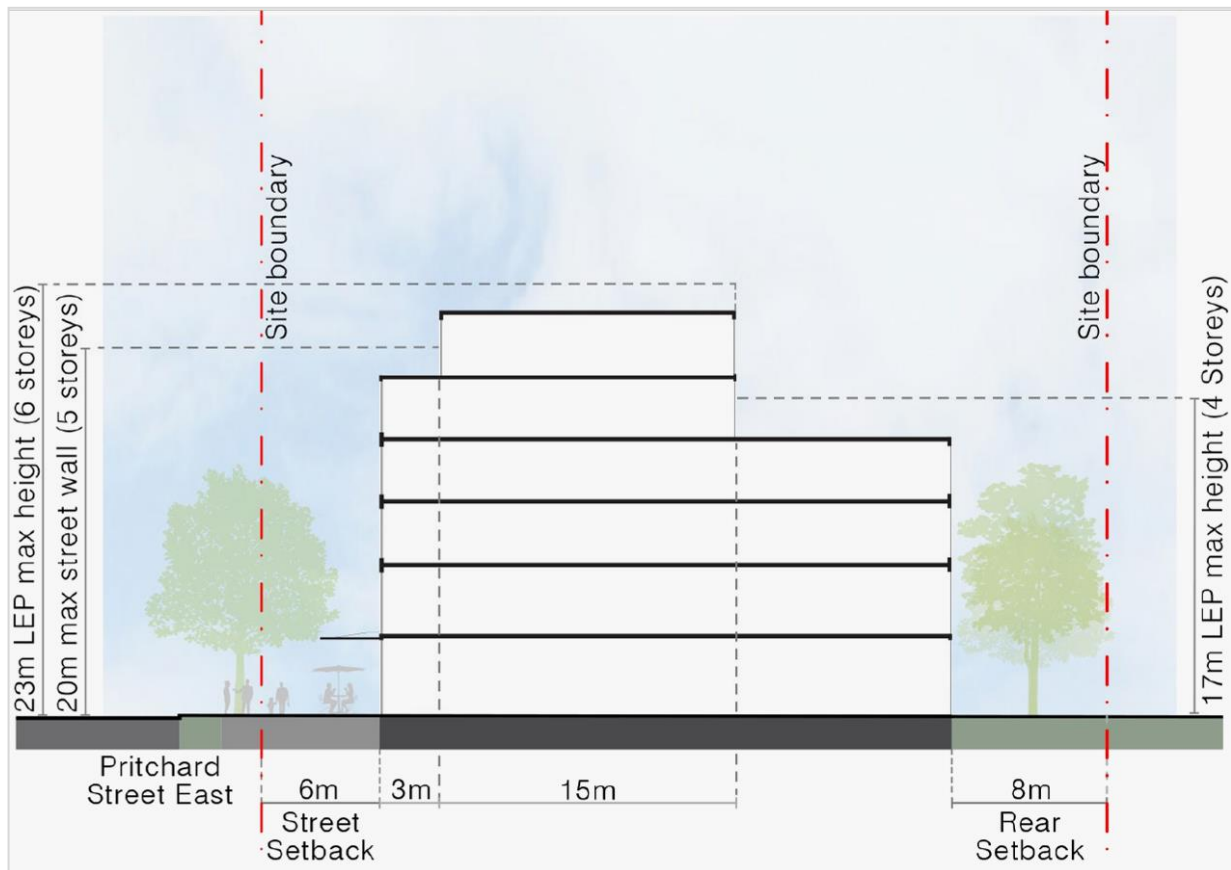 23m LEP max height (6 storeys)
20m max street wall (5 storeys)
Site boundary
Site boundary
17m LEP max height (4 Storeys)
Pritchard
Street East
6m
3m
15m
8m
Street
Setback
Rear
Setback